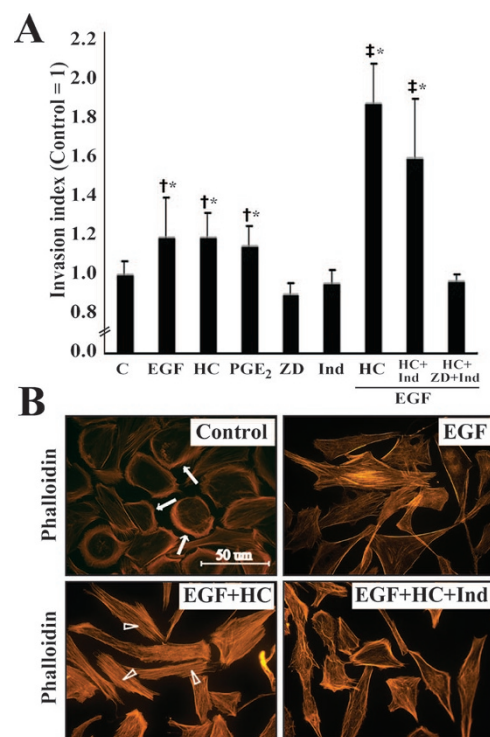 A
Invasion index (Control = 1)
2.2
2.0
1.8
1.6
1.4
1.2
1.0
0.8
0.0
†* †* †* ‡* ‡*
C EGF HC PGE₂ ZD Ind HC HC+ Ind HC+ ZD+Ind
EGF
B
Phalloidin
Control
50 um
EGF
Phalloidin
EGF+HC
EGF+HC+Ind